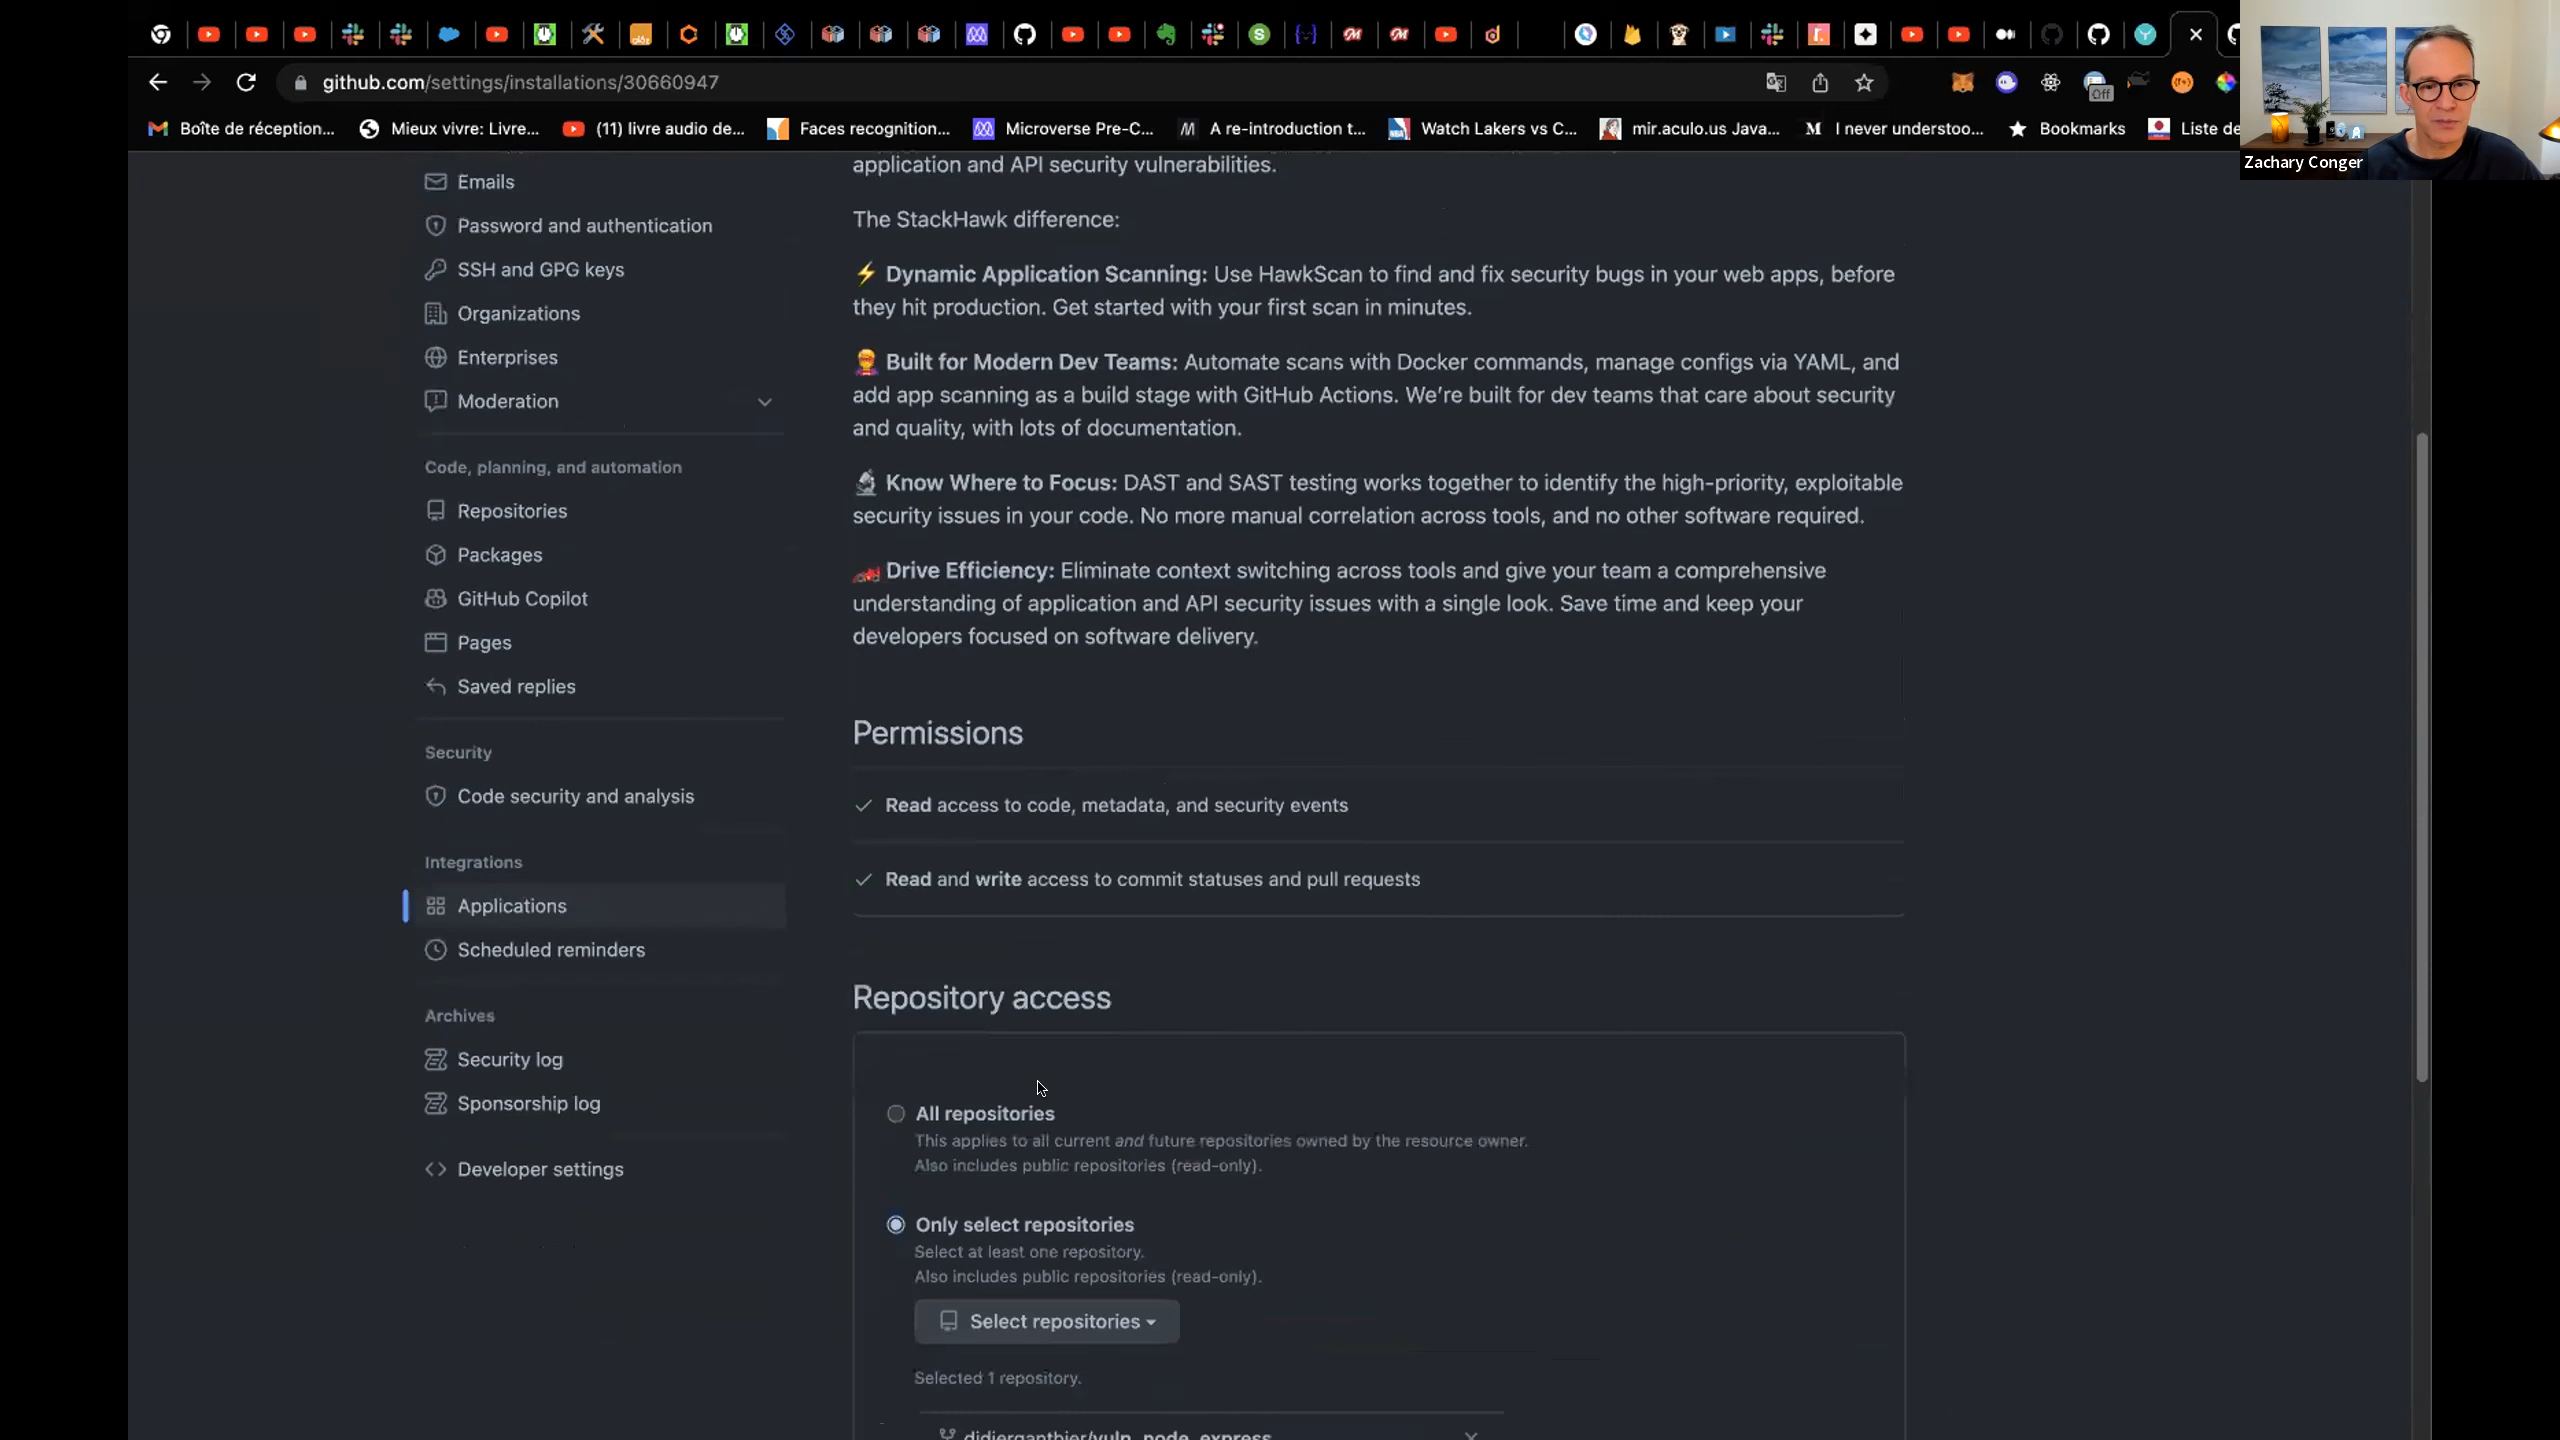 github.com/settings/installations/30660947
Off
Boîte de réception...
Mieux vivre: Livre...
(11) livre audio de...
Faces recognition...
Microverse Pre-C...
A re-introduction t...
Watch Lakers vs C...
mir.aculo.us Java...
I never understoo...
Bookmarks
Liste de
Zachary Conger
Emails
Password and authentication
SSH and GPG keys
Organizations
Enterprises
Moderation
Code, planning, and automation
Repositories
Packages
GitHub Copilot
Pages
Saved replies
Security
Code security and analysis
Integrations
Applications
Scheduled reminders
Archives
Security log
Sponsorship log
Developer settings
application and API security vulnerabilities.
The StackHawk difference:
⚡ Dynamic Application Scanning: Use HawkScan to find and fix security bugs in your web apps, before
they hit production. Get started with your first scan in minutes.
Built for Modern Dev Teams: Automate scans with Docker commands, manage configs via YAML, and
add app scanning as a build stage with GitHub Actions. We’re built for dev teams that care about security
and quality, with lots of documentation.
🔬 Know Where to Focus: DAST and SAST testing works together to identify the high-priority, exploitable
security issues in your code. No more manual correlation across tools, and no other software required.
🏎️ Drive Efficiency: Eliminate context switching across tools and give your team a comprehensive
understanding of application and API security issues with a single look. Save time and keep your
developers focused on software delivery.
Permissions
Read access to code, metadata, and security events
Read and write access to commit statuses and pull requests
Repository access
All repositories
This applies to all current and future repositories owned by the resource owner.
Also includes public repositories (read-only).
Only select repositories
Select at least one repository.
Also includes public repositories (read-only).
Select repositories
Selected 1 repository.
didierganthier/vuln_node_express